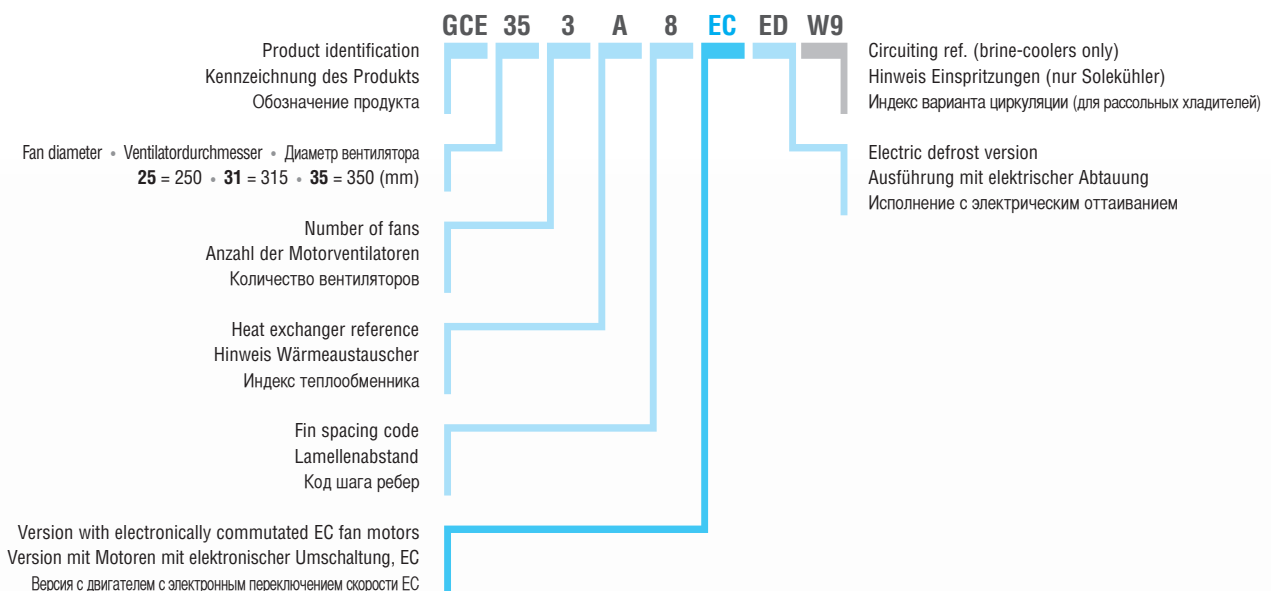 GCE 35 3 A 8 EC ED W9
Product identification
Kennzeichnung des Produkts
Обозначение продукта
Fan diameter • Ventilatordurchmesser • Диаметр вентилятора
25 = 250 • 31 = 315 • 35 = 350 (mm)
Number of fans
Anzahl der Motorventilatoren
Количество вентиляторов
Heat exchanger reference
Hinweis Wärmeaustauscher
Индекс теплообменника
Fin spacing code
Lamellenabstand
Код шага ребер
Version with electronically commutated EC fan motors
Version mit Motoren mit elektronischer Umschaltung, EC
Версия с двигателем с электронным переключением скорости EC
Circuiting ref. (brine-coolers only)
Hinweis Einspritzungen (nur Solekühler)
Индекс варианта циркуляции (для рассольных хладителей)
Electric defrost version
Ausführung mit elektrischer Abtauung
Исполнение с электрическим оттаиванием